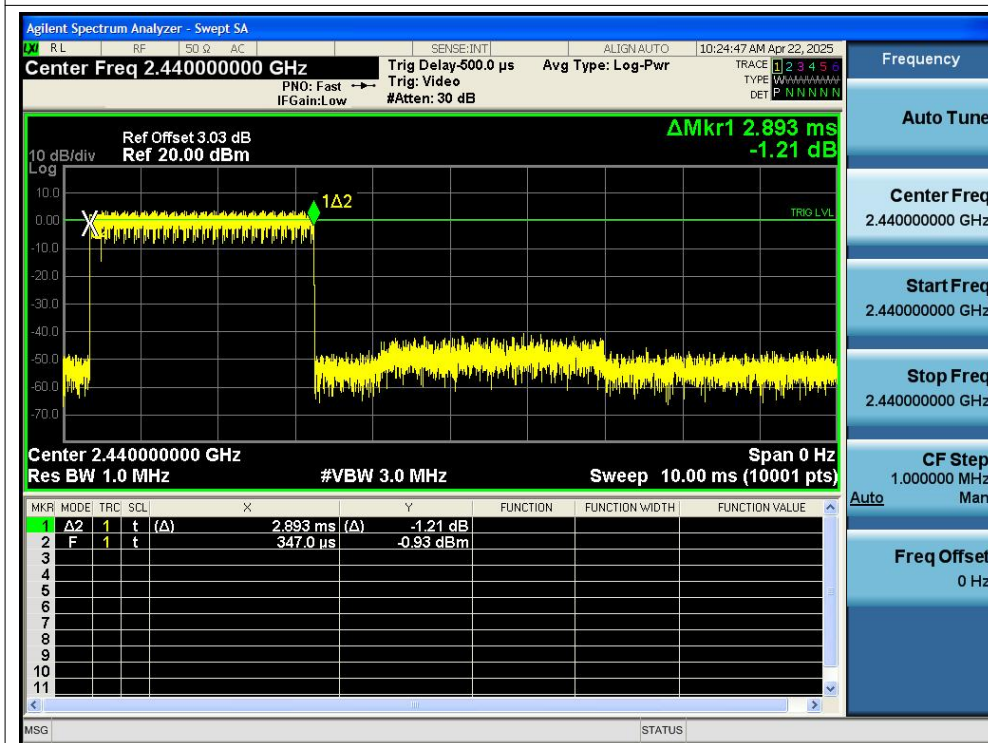 Agilent Spectrum Analyzer - Swept SA
LXI RL RF 50 Ω AC SENSE:INT ALIGN AUTO 10:24:47 AM Apr 22, 2025
Center Freq 2.440000000 GHz
PNO: Fast
IFGain:Low
Trig Delay-500.0 µs
Trig: Video
#Atten: 30 dB
Avg Type: Log-Pwr
TRACE 1 2 3 4 5 6
TYPE WWWWWWW
DET P N N N N N
ΔMkr1 2.893 ms
-1.21 dB
Ref Offset 3.03 dB
10 dB/div Ref 20.00 dBm
Log
10.0
0.00
-10.0
-20.0
-30.0
-40.0
-50.0
-60.0
-70.0
1Δ2
TRIG LVL
Center 2.440000000 GHz Span 0 Hz
Res BW 1.0 MHz #VBW 3.0 MHz Sweep 10.00 ms (10001 pts)
MKR MODE TRC SCL X Y FUNCTION FUNCTION WIDTH FUNCTION VALUE
1 Δ2 1 t (Δ) 2.893 ms (Δ) -1.21 dB
2 F 1 t 347.0 µs -0.93 dBm
3
4
5
6
7
8
9
10
11
MSG STATUS
Frequency
Auto Tune
Center Freq
2.440000000 GHz
Start Freq
2.440000000 GHz
Stop Freq
2.440000000 GHz
CF Step
1.000000 MHz
Auto Man
Freq Offset
0 Hz